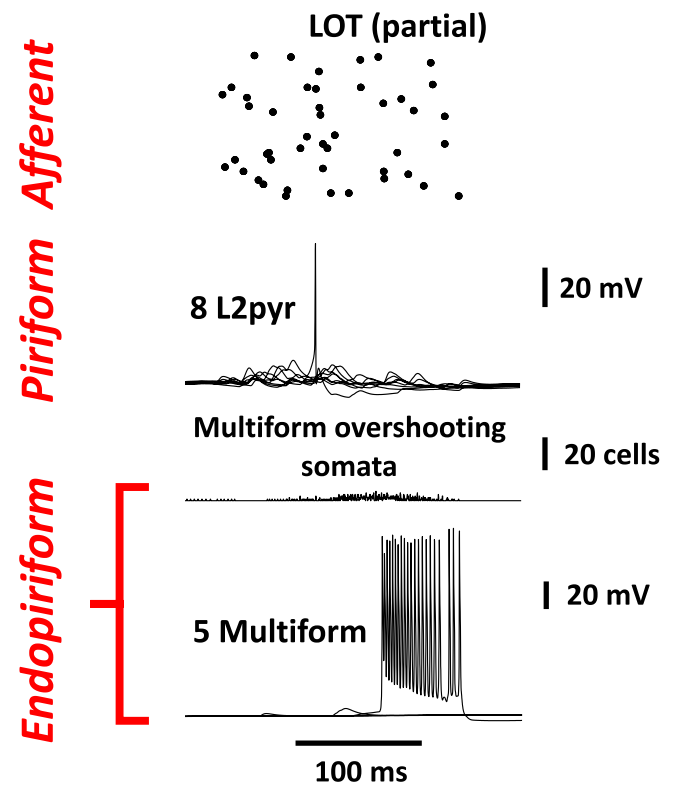 Afferent
LOT (partial)
Piriform
8 L2pyr
20 mV
Multiform overshooting
somata
20 cells
Endopiriform
5 Multiform
20 mV
100 ms